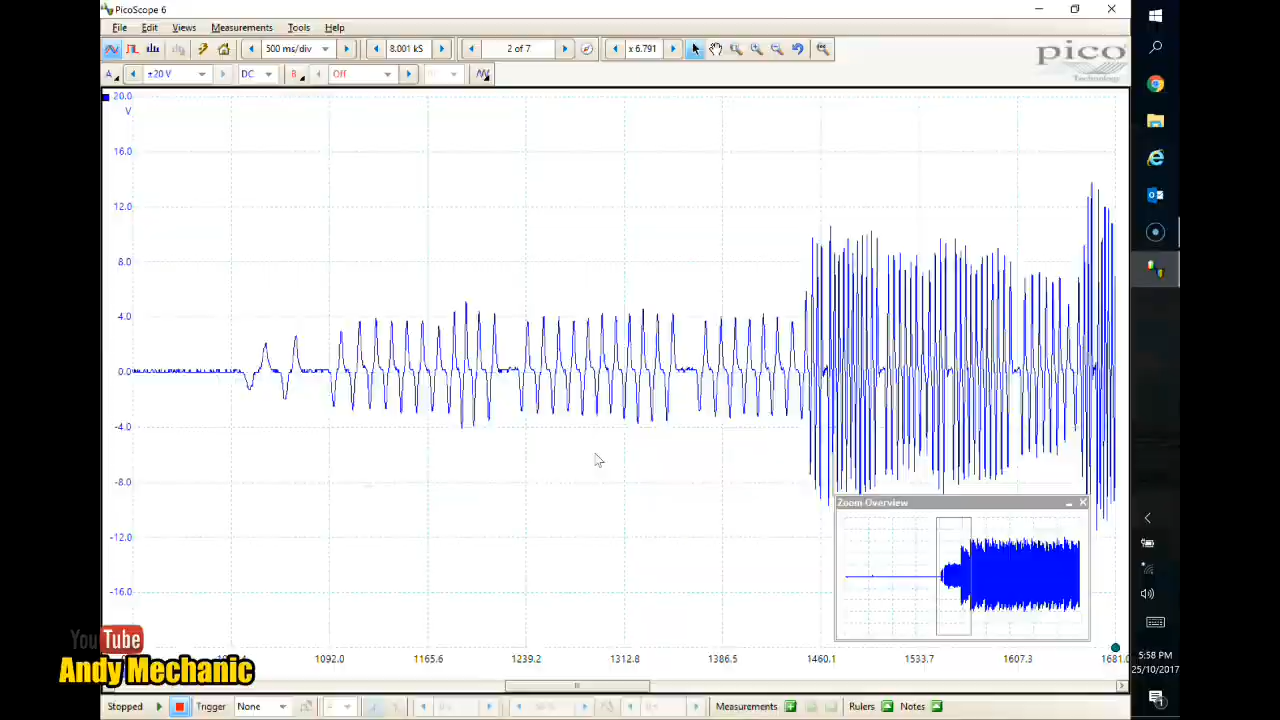 PicoScope 6
File Edit Views Measurements Tools Help
500 ms/div 8.001 kS 2 of 7 x 6.791
A ±20 V DC B Off
pico
Technology
20.0
V
16.0
12.0
8.0
4.0
0.0
-4.0
-8.0
-12.0
-16.0
Zoom Overview
1092.0 1165.6 1239.2 1312.8 1386.5 1460.1 1533.7 1607.3 1681.0
YouTube
Andy Mechanic
Stopped Trigger None Measurements Rulers Notes
5:58 PM
25/10/2017
1